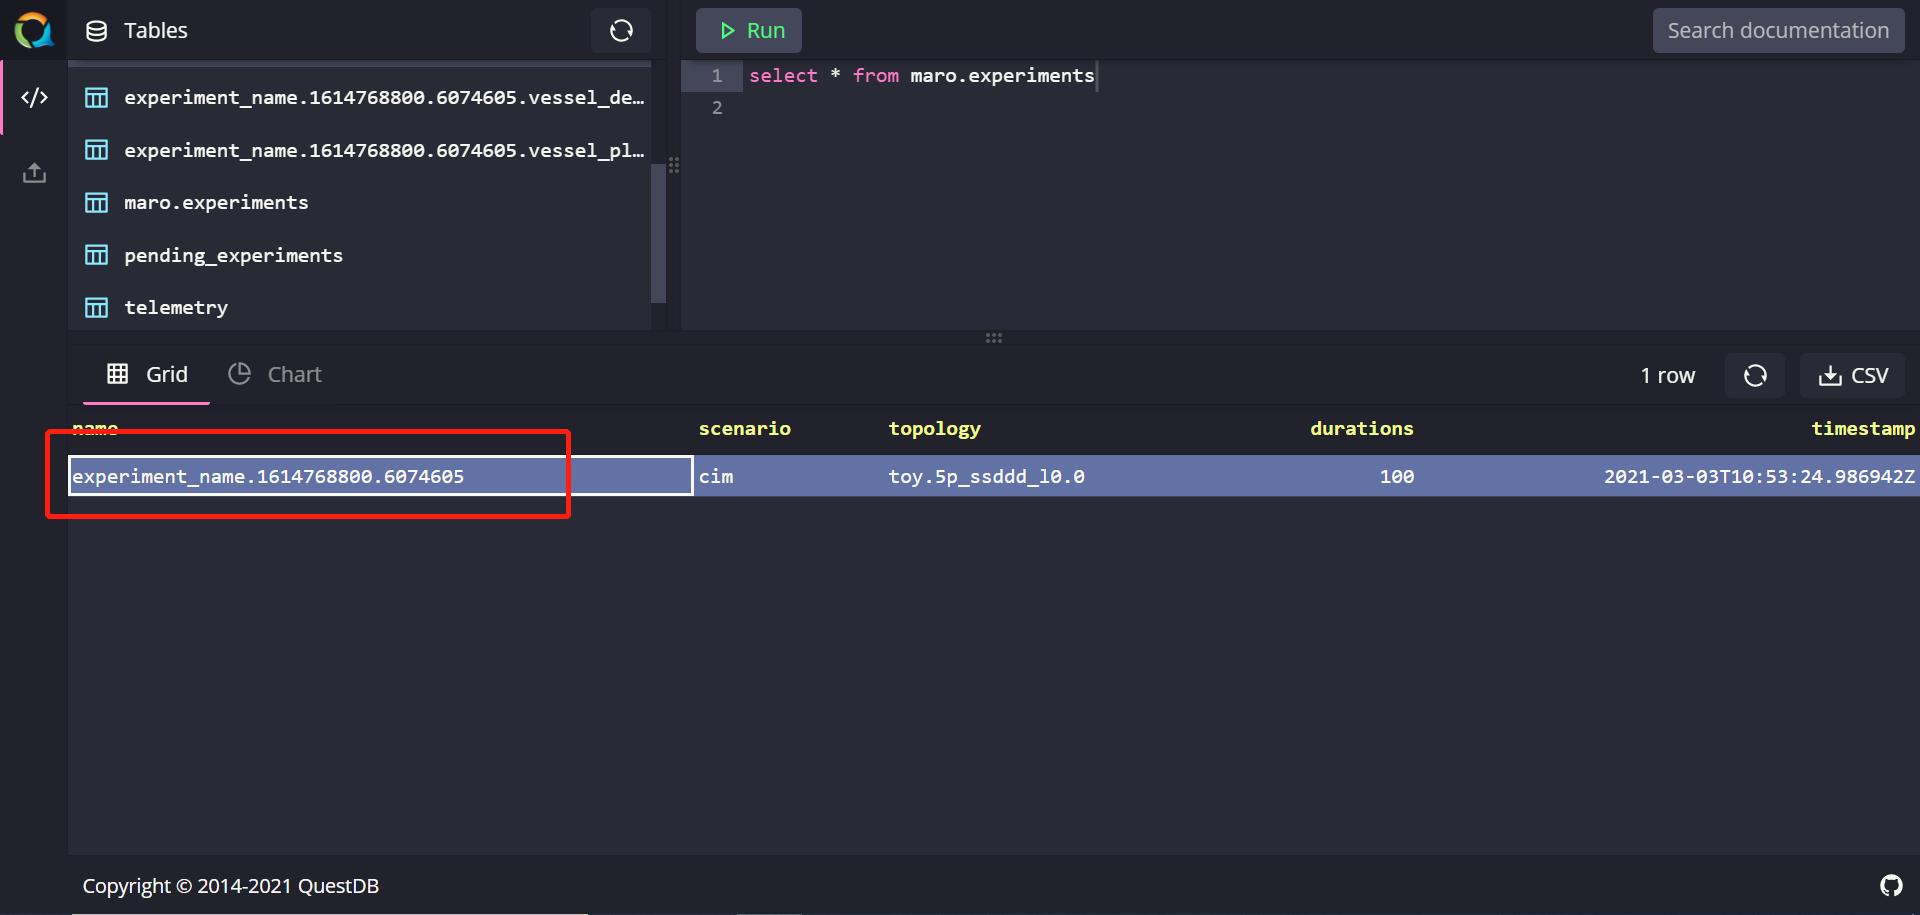 Tables
Run
Search documentation
experiment_name.1614768800.6074605.vessel_de…
experiment_name.1614768800.6074605.vessel_pl…
maro.experiments
pending_experiments
telemetry
1 select * from maro.experiments
2
Grid Chart 1 row CSV
name scenario topology durations timestamp
experiment_name.1614768800.6074605 cim toy.5p_ssddd_l0.0 100 2021-03-03T10:53:24.986942Z
Copyright © 2014-2021 QuestDB